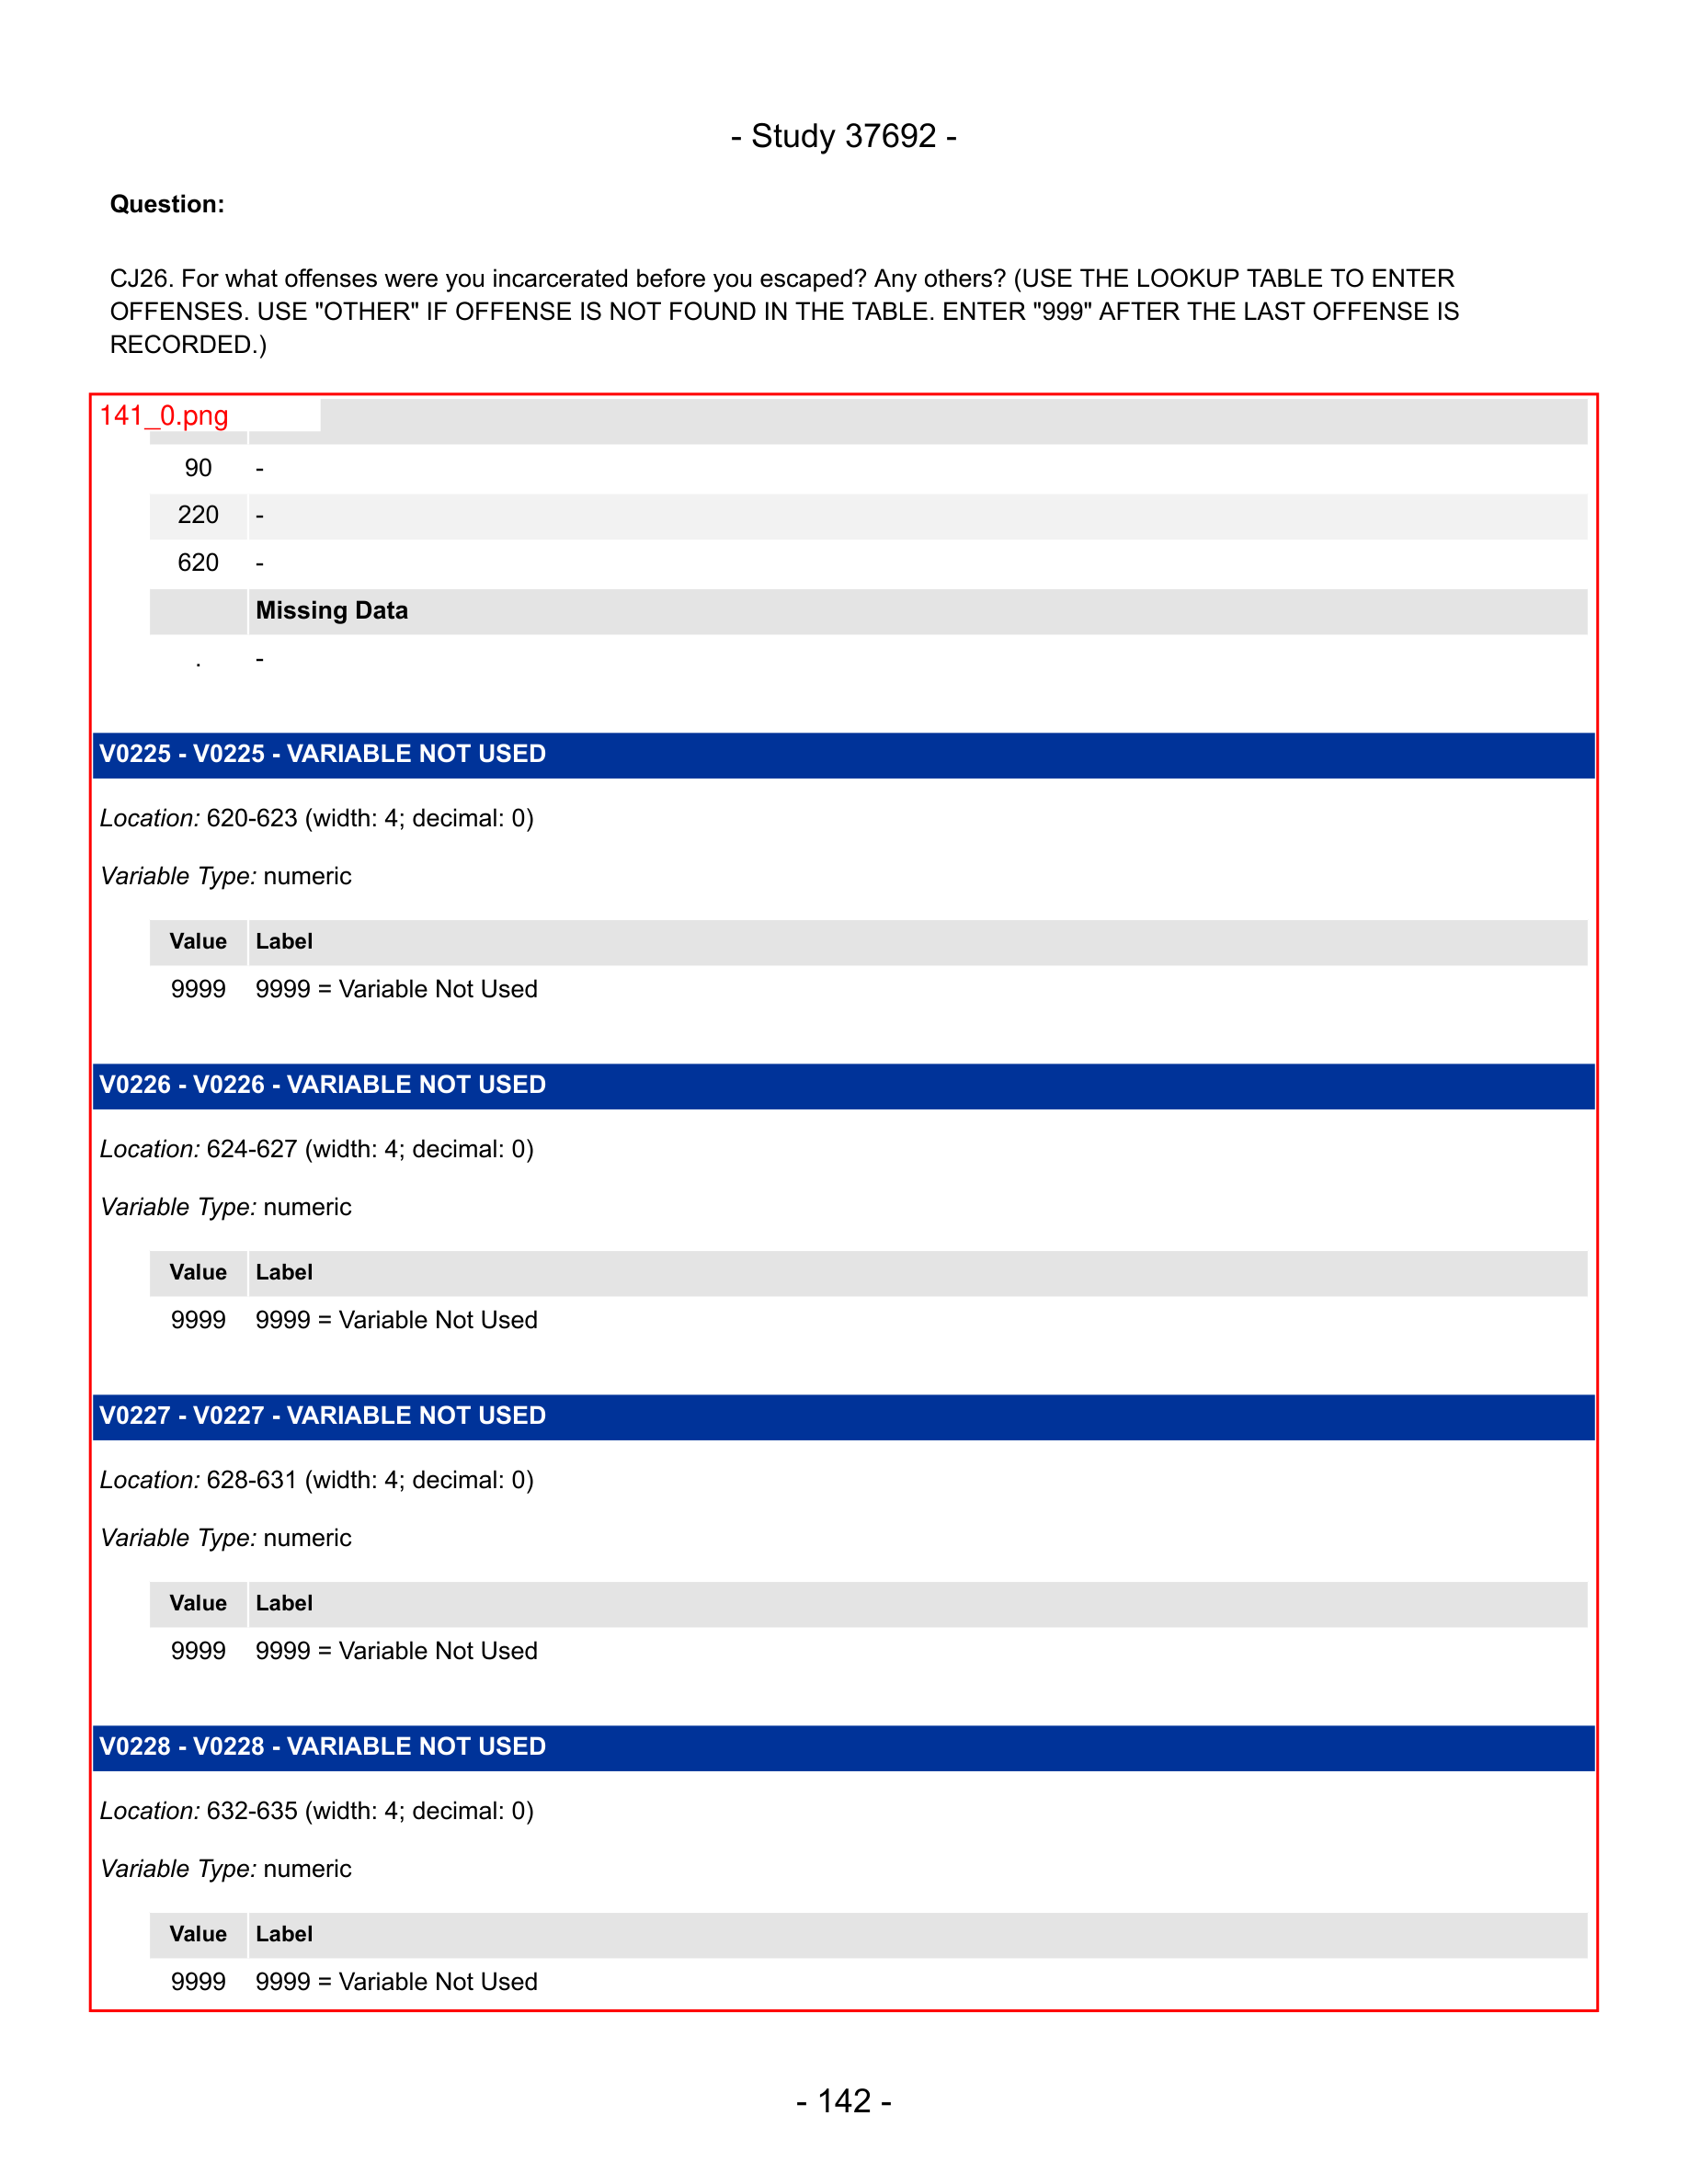 - Study 37692 -
Question:
CJ26. For what offenses were you incarcerated before you escaped? Any others? (USE THE LOOKUP TABLE TO ENTER
OFFENSES. USE "OTHER" IF OFFENSE IS NOT FOUND IN THE TABLE. ENTER "999" AFTER THE LAST OFFENSE IS
RECORDED.)
141_0.png
90 -
220 -
620 -
Missing Data
. -
V0225 - V0225 - VARIABLE NOT USED
Location: 620-623 (width: 4; decimal: 0)
Variable Type: numeric
Value Label
9999 9999 = Variable Not Used
V0226 - V0226 - VARIABLE NOT USED
Location: 624-627 (width: 4; decimal: 0)
Variable Type: numeric
Value Label
9999 9999 = Variable Not Used
V0227 - V0227 - VARIABLE NOT USED
Location: 628-631 (width: 4; decimal: 0)
Variable Type: numeric
Value Label
9999 9999 = Variable Not Used
V0228 - V0228 - VARIABLE NOT USED
Location: 632-635 (width: 4; decimal: 0)
Variable Type: numeric
Value Label
9999 9999 = Variable Not Used
- 142 -